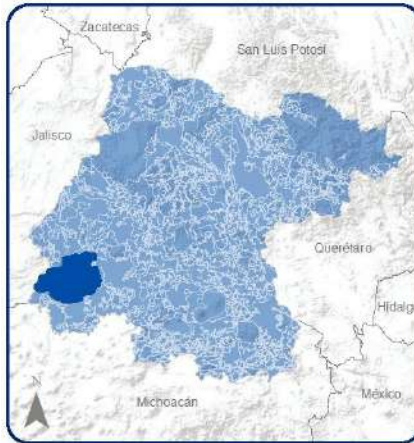 Zacatecas
San Luis Potosí
Jalisco
Querétaro
Hidalgo
N
Michoacán
México